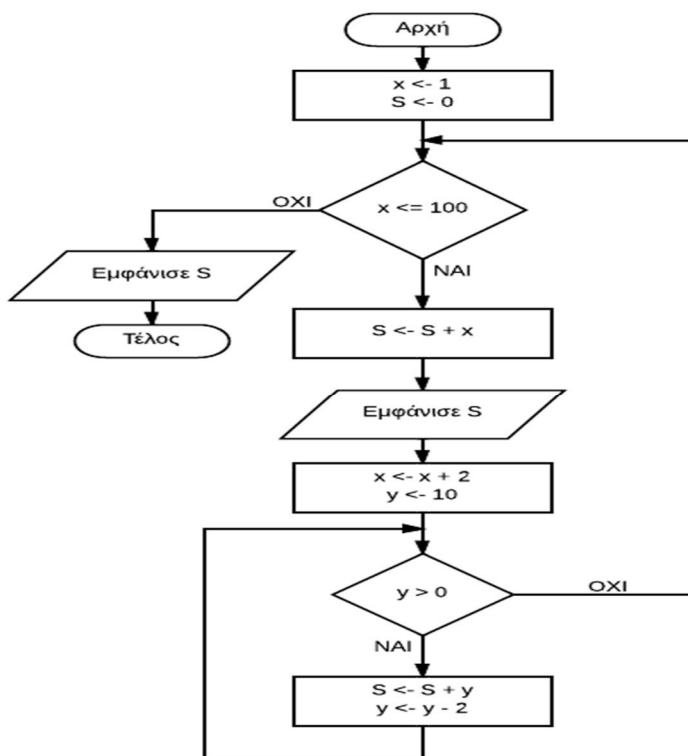 Αρχή
x <- 1
S <- 0
x <= 100
ΟΧΙ
ΝΑΙ
Εμφάνισε S
Τέλος
S <- S + x
Εμφάνισε S
x <- x + 2
y <- 10
y > 0
ΟΧΙ
ΝΑΙ
S <- S + y
y <- y - 2